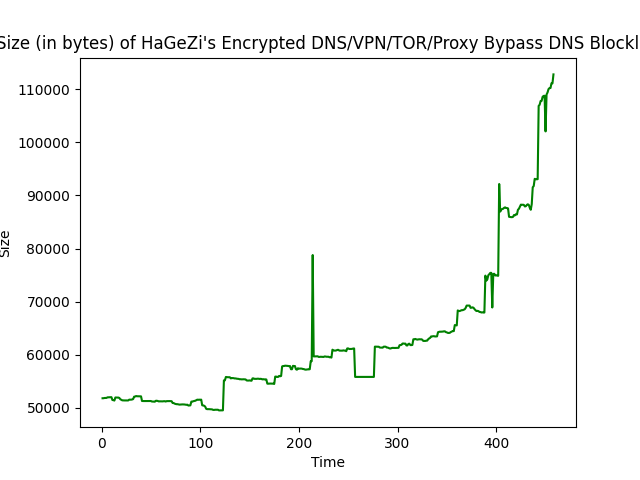 Size (in bytes) of HaGeZi's Encrypted DNS/VPN/TOR/Proxy Bypass DNS Blockl
110000
100000
90000
80000
70000
60000
50000
Size
0 100 200 300 400
Time